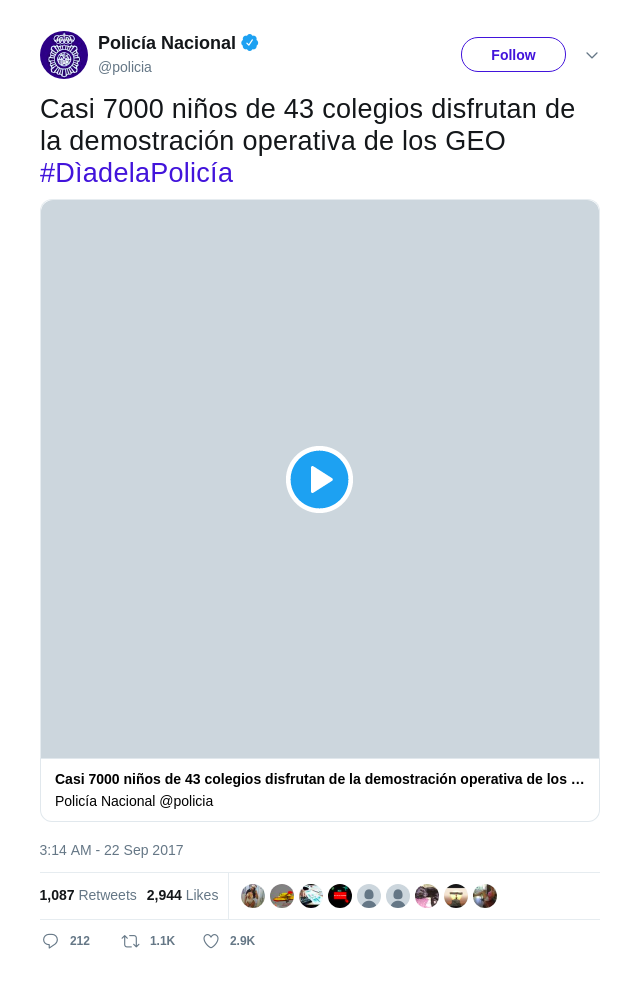 Policía Nacional
@policia
Follow
Casi 7000 niños de 43 colegios disfrutan de
la demostración operativa de los GEO
#DìadelaPolicía
Casi 7000 niños de 43 colegios disfrutan de la demostración operativa de los …
Policía Nacional @policia
3:14 AM - 22 Sep 2017
1,087 Retweets 2,944 Likes
212 1.1K 2.9K